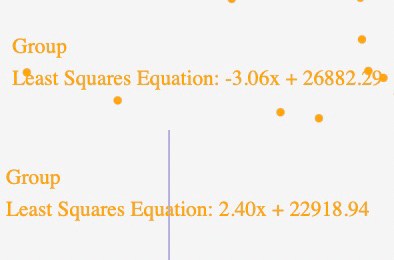 Group
Least Squares Equation: -3.06x + 26882.29
Group
Least Squares Equation: 2.40x + 22918.94